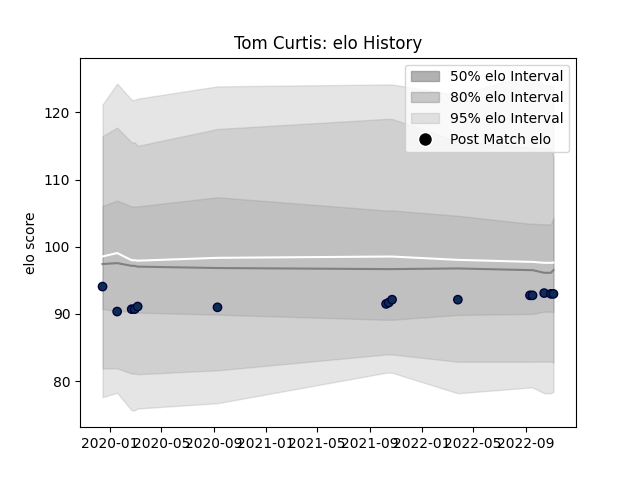 Tom Curtis: elo History
50% elo Interval
80% elo Interval
95% elo Interval
Post Match elo
elo score
120
110
100
90
80
2020-01 2020-05 2020-09 2021-01 2021-05 2021-09 2022-01 2022-05 2022-09